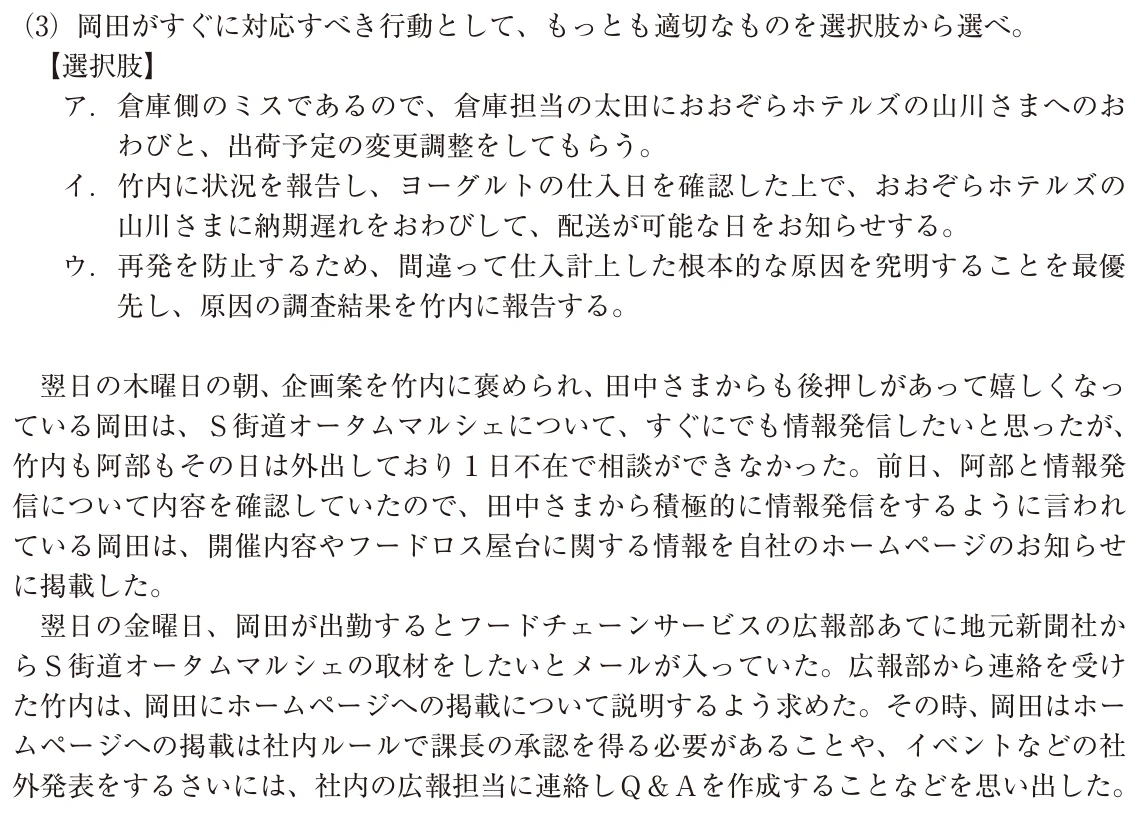 （3）岡田がすぐに対応すべき行動として、もっとも適切なものを選択肢から選べ。
【選択肢】
ア．倉庫側のミスであるので、倉庫担当の太田におおぞらホテルズの山川さまへのお
わびと、出荷予定の変更調整をしてもらう。
イ．竹内に状況を報告し、ヨーグルトの仕入日を確認した上で、おおぞらホテルズの
山川さまに納期遅れをおわびして、配送が可能な日をお知らせする。
ウ．再発を防止するため、間違って仕入計上した根本的な原因を究明することを最優
先し、原因の調査結果を竹内に報告する。
翌日の木曜日の朝、企画案を竹内に褒められ、田中さまからも後押しがあって嬉しくなっ
ている岡田は、Ｓ街道オータムマルシェについて、すぐにでも情報発信したいと思ったが、
竹内も阿部もその日は外出しており１日不在で相談ができなかった。前日、阿部と情報発
信について内容を確認していたので、田中さまから積極的に情報発信をするように言われ
ている岡田は、開催内容やフードロス屋台に関する情報を自社のホームページのお知らせ
に掲載した。
翌日の金曜日、岡田が出勤するとフードチェーンサービスの広報部あてに地元新聞社か
らＳ街道オータムマルシェの取材をしたいとメールが入っていた。広報部から連絡を受け
た竹内は、岡田にホームページへの掲載について説明するよう求めた。その時、岡田はホー
ムページへの掲載は社内ルールで課長の承認を得る必要があることや、イベントなどの社
外発表をするさいには、社内の広報担当に連絡しＱ＆Ａを作成することなどを思い出した。